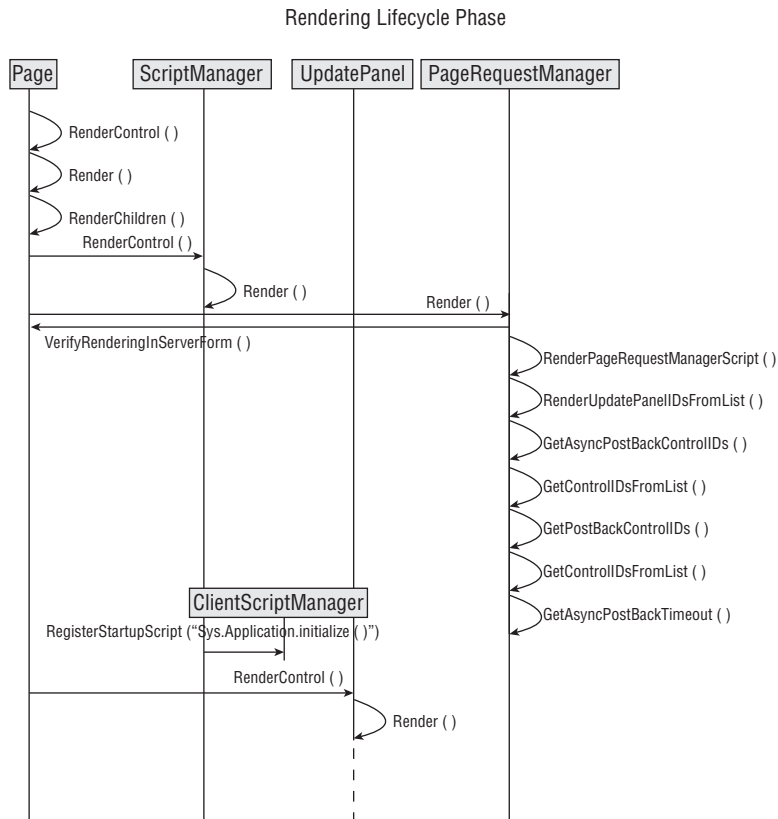 Rendering Lifecycle Phase
Page ScriptManager UpdatePanel PageRequestManager
RenderControl ( )
Render ( )
RenderChildren ( )
RenderControl ( )
Render ( )
Render ( )
VerifyRenderingInServerForm ( )
RenderPageRequestManagerScript ( )
RenderUpdatePanelIDsFromList ( )
GetAsyncPostBackControlIDs ( )
GetControlIDsFromList ( )
GetPostBackControlIDs ( )
GetControlIDsFromList ( )
ClientScriptManager
GetAsyncPostBackTimeout ( )
RegisterStartupScript (“Sys.Application.initialize ( )”)
RenderControl ( )
Render ( )